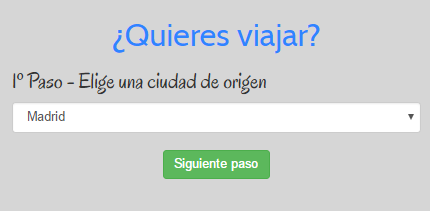 ¿Quieres viajar?
1º Paso - Elige una ciudad de origen
Madrid
Siguiente paso